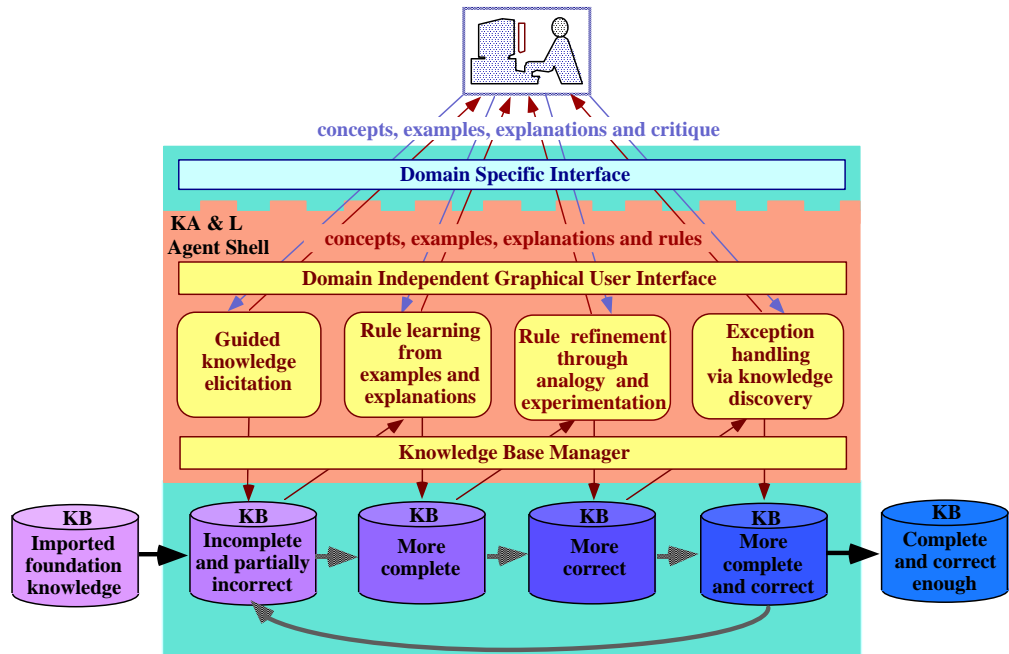 concepts, examples, explanations and critique
Domain Specific Interface
KA & L
Agent Shell
concepts, examples, explanations and rules
Domain Independent Graphical User Interface
Guided
knowledge
elicitation
Rule learning
from
examples and
explanations
Rule refinement
through
analogy and
experimentation
Exception
handling
via knowledge
discovery
Knowledge Base Manager
KB
Imported
foundation
knowledge
KB
Incomplete
and partially
incorrect
KB
More
complete
KB
More
correct
KB
More
complete
and correct
KB
Complete
and correct
enough